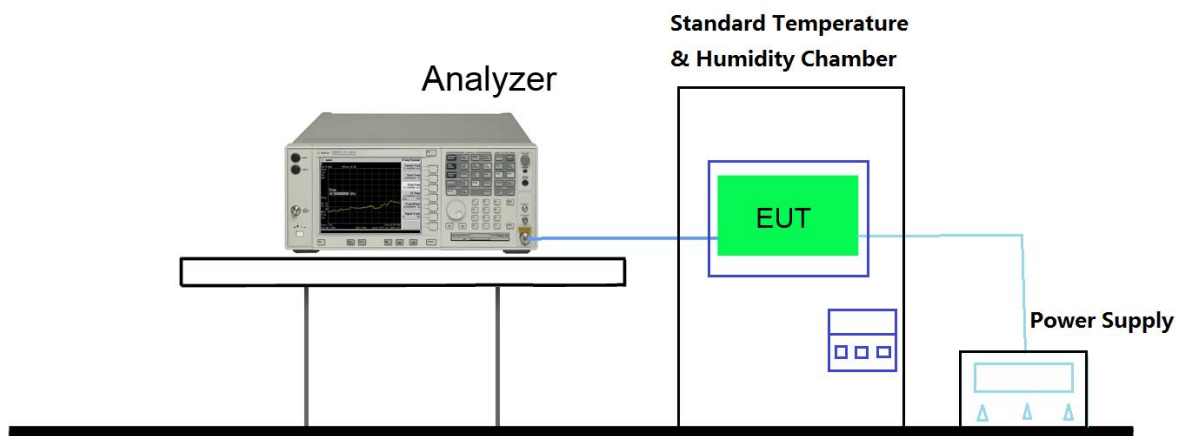 Standard Temperature
& Humidity Chamber
Analyzer
EUT
Power Supply